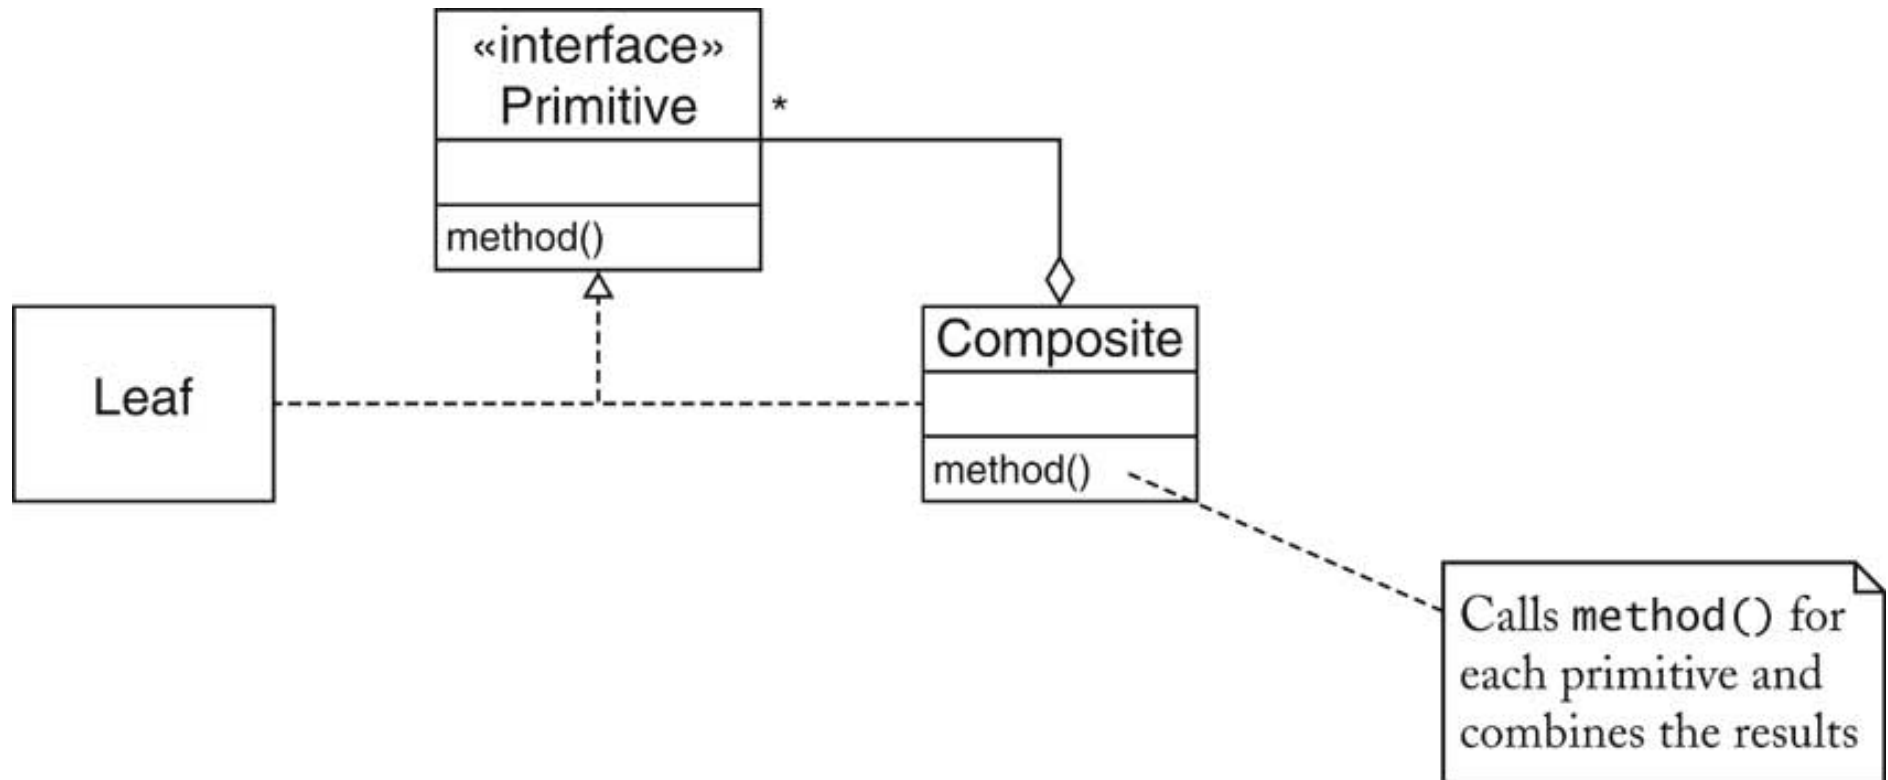 «interface»
Primitive
*
method()
Leaf
Composite
method()
Calls method() for
each primitive and
combines the results